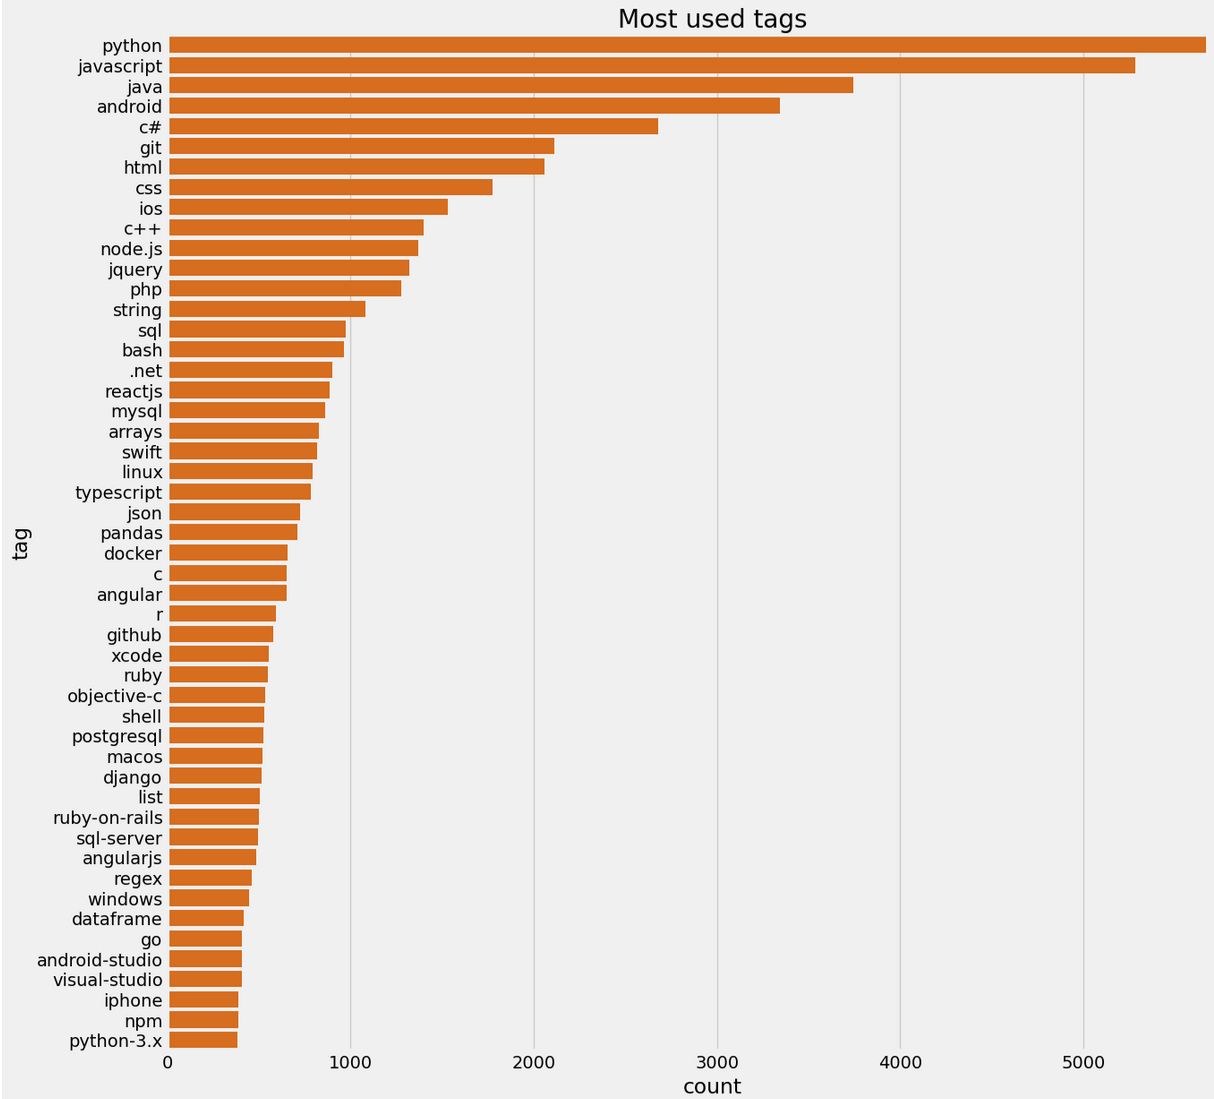 Most used tags
python
javascript
java
android
c#
git
html
css
ios
c++
node.js
jquery
php
string
sql
bash
.net
reactjs
mysql
arrays
swift
linux
typescript
json
pandas
docker
c
angular
r
github
xcode
ruby
objective-c
shell
postgresql
macos
django
list
ruby-on-rails
sql-server
angularjs
regex
windows
dataframe
go
android-studio
visual-studio
iphone
npm
python-3.x
tag
0 1000 2000 3000 4000 5000
count